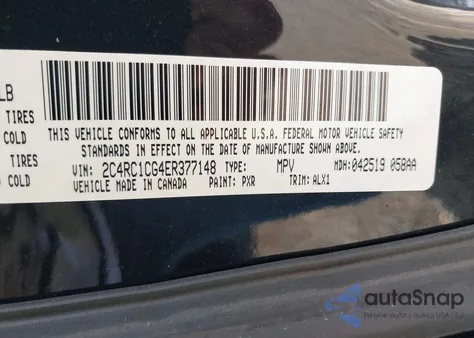 LB
TIRES
COLD
TIRES
COLD
THIS VEHICLE CONFORMS TO ALL APPLICABLE U.S.A. FEDERAL MOTOR VEHICLE SAFETY
STANDARDS IN EFFECT ON THE DATE OF MANUFACTURE SHOWN ABOVE.
VIN: 2C4RC1CG4ER377148 TYPE: MPV MDH: 042519 058AA
VEHICLE MADE IN CANADA PAINT: PXR TRIM: ALX1
autoSnap